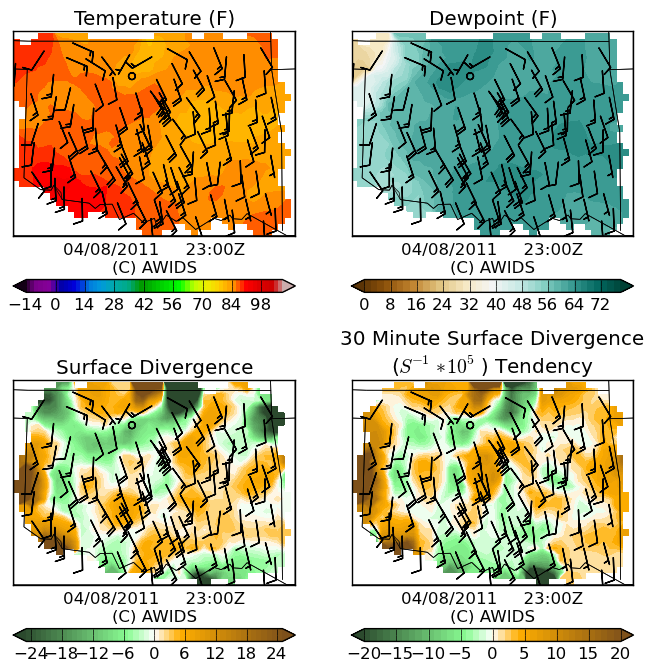 Temperature (F)
Dewpoint (F)
04/08/2011 23:00Z
04/08/2011 23:00Z
(C) AWIDS
(C) AWIDS
−14 0 14 28 42 56 70 84 98
0 8 16 24 32 40 48 56 64 72
Surface Divergence
30 Minute Surface Divergence
(S⁻¹ *10⁵ ) Tendency
04/08/2011 23:00Z
04/08/2011 23:00Z
(C) AWIDS
(C) AWIDS
−24 −18 −12 −6 0 6 12 18 24
−20 −15 −10 −5 0 5 10 15 20